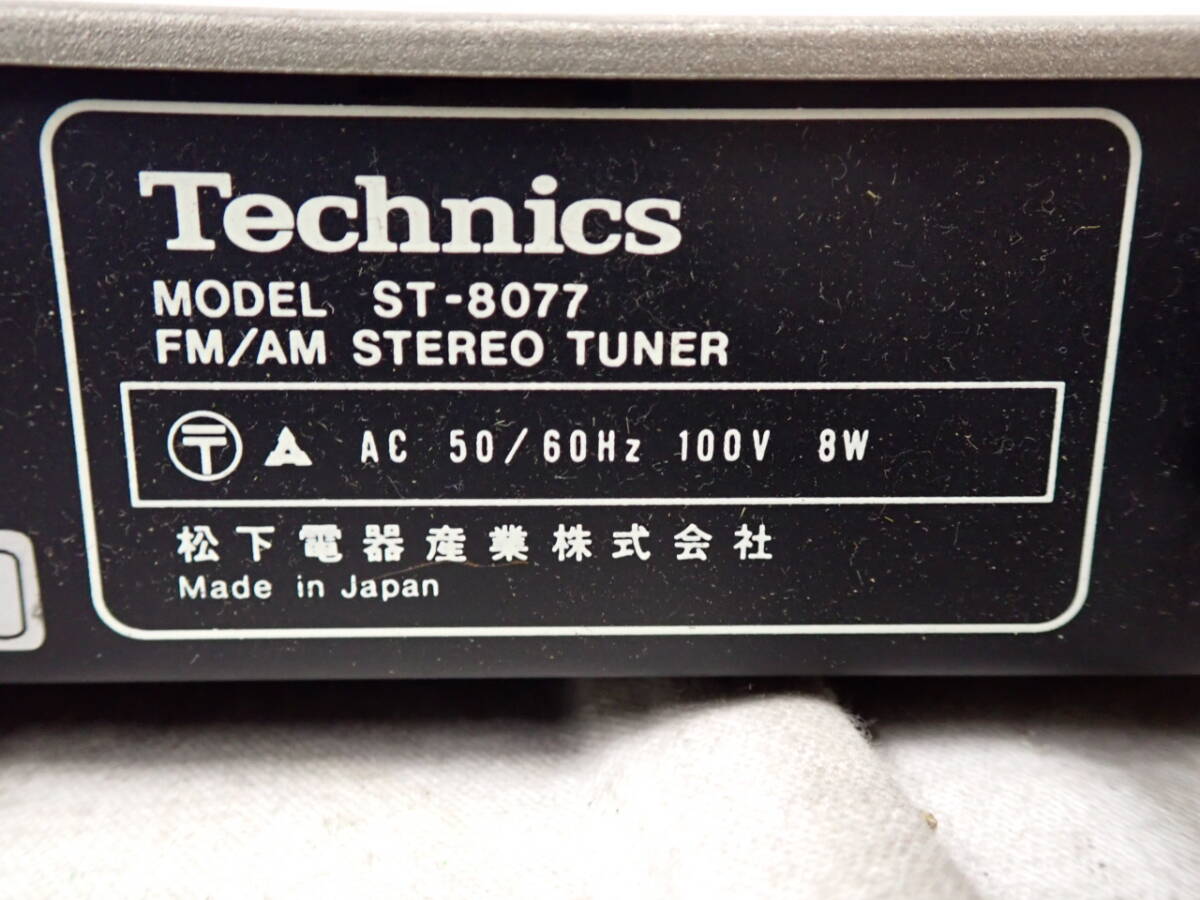 Technics
MODEL ST-8077
FM/AM STEREO TUNER
〒 AC 50/60Hz 100V 8W
松下電器産業株式会社
Made in Japan